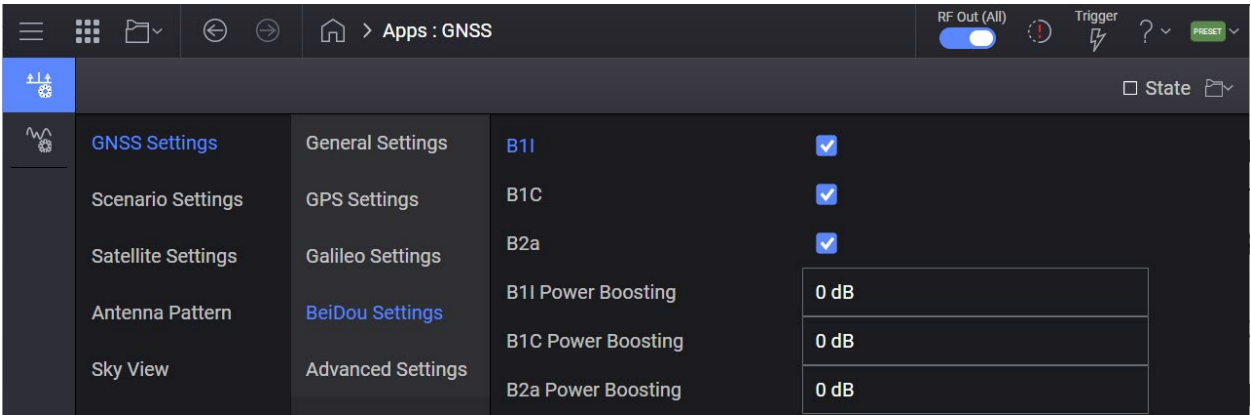 RF Out (All)
Trigger
> Apps : GNSS
?
PRESET
State
GNSS Settings
Scenario Settings
Satellite Settings
Antenna Pattern
Sky View
General Settings
GPS Settings
Galileo Settings
BeiDou Settings
Advanced Settings
B1I
B1C
B2a
B1I Power Boosting 0 dB
B1C Power Boosting 0 dB
B2a Power Boosting 0 dB